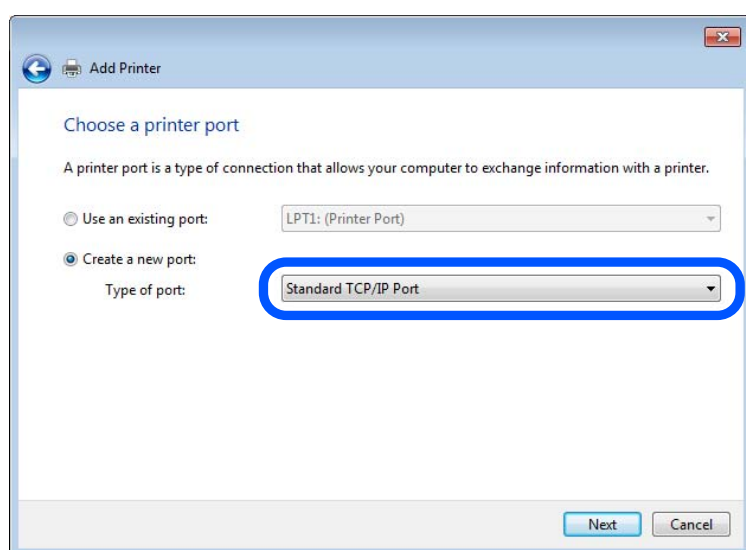 Add Printer
Choose a printer port
A printer port is a type of connection that allows your computer to exchange information with a printer.
Use an existing port: LPT1: (Printer Port)
Create a new port:
Type of port: Standard TCP/IP Port
Next Cancel